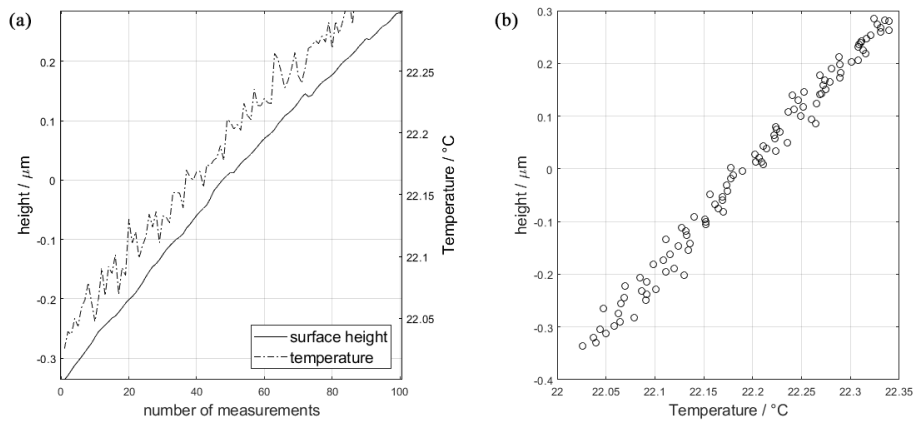 (a)
0.2
0.1
0
-0.1
-0.2
-0.3
height / μm
0 20 40 60 80 100
number of measurements
22.25
22.2
22.15
22.1
22.05
Temperature / °C
surface height
temperature
(b)
0.3
0.2
0.1
0
-0.1
-0.2
-0.3
-0.4
height / μm
22 22.05 22.1 22.15 22.2 22.25 22.3 22.35
Temperature / °C